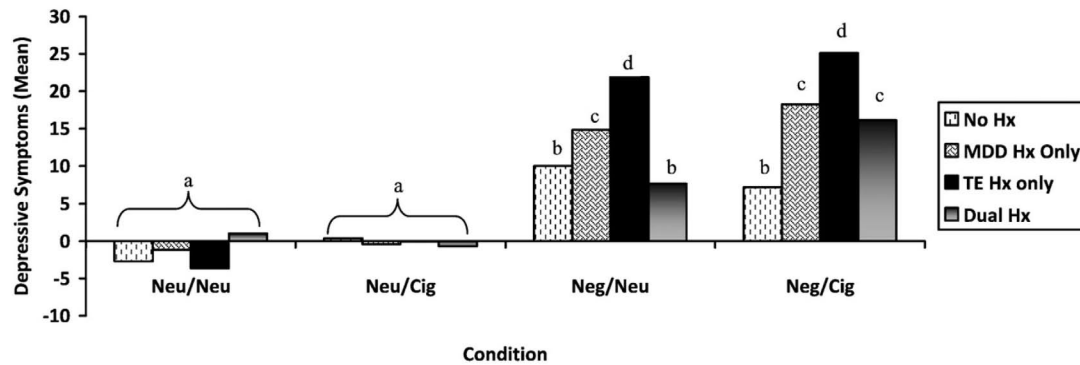 30
25
20
15
10
5
0
-5
-10
Depressive Symptoms (Mean)
a
a
b
c
d
b
b
c
d
c
Neu/Neu
Neu/Cig
Neg/Neu
Neg/Cig
Condition
No Hx
MDD Hx Only
TE Hx only
Dual Hx